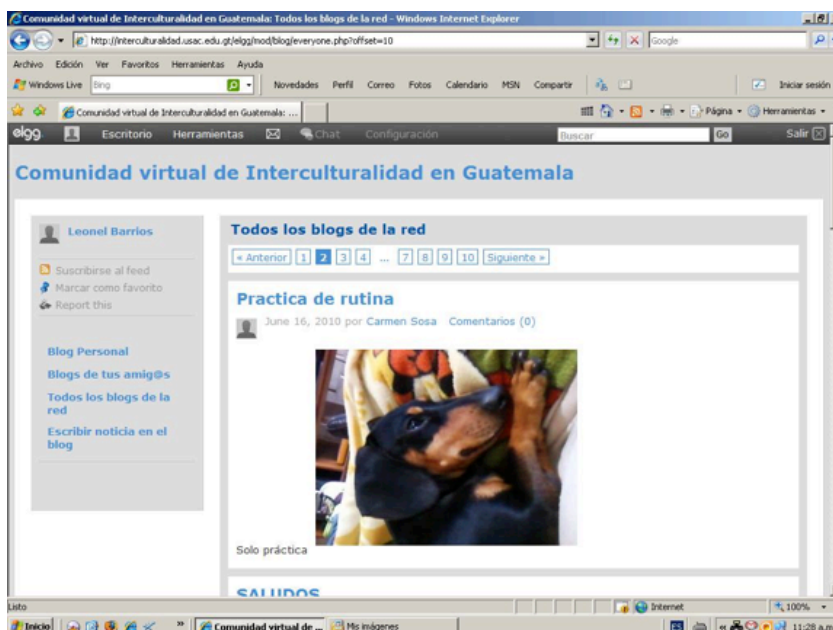 Comunidad virtual de Interculturalidad en Guatemala: Todos los blogs de la red - Windows Internet Explorer
http://interculturalidad.usac.edu.gt/elgg/mod/blog/everyone.php?offset=10
Google
Archivo Edición Ver Favoritos Herramientas Ayuda
Windows Live Bing Novedades Perfil Correo Fotos Calendario MSN Compartir Iniciar sesión
Comunidad virtual de Interculturalidad en Guatemala: ... Página Herramientas
elgg Escritorio Herramientas Chat Configuración Buscar Go Salir
Comunidad virtual de Interculturalidad en Guatemala
Leonel Barrios
Suscribirse al feed
Marcar como favorito
Report this
Blog Personal
Blogs de tus amig@s
Todos los blogs de la
red
Escribir noticia en el
blog
Todos los blogs de la red
« Anterior 1 2 3 4 ... 7 8 9 10 Siguiente »
Practica de rutina
June 16, 2010 por Carmen Sosa Comentarios (0)
Solo práctica
SALUDOS
Listo Internet 100%
Inicio » Comunidad virtual de ... Mis imágenes ES « 11:28 a.m.